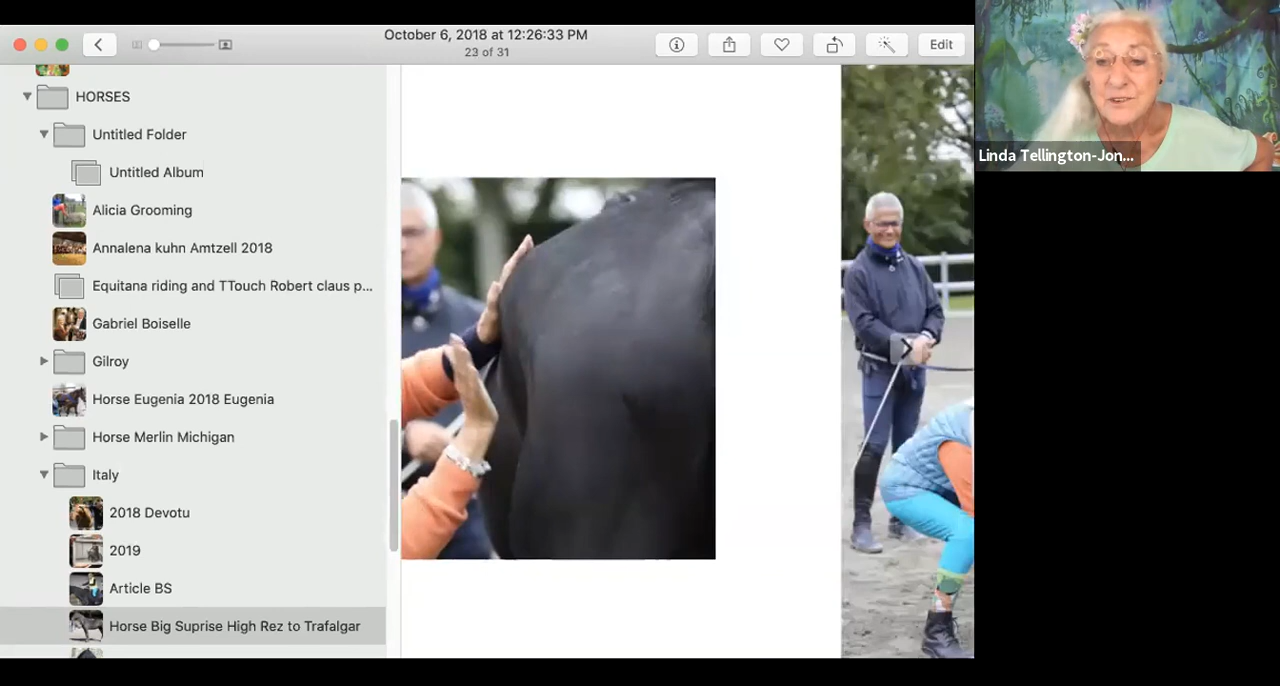 October 6, 2018 at 12:26:33 PM
23 of 31
Edit
HORSES
Untitled Folder
Untitled Album
Alicia Grooming
Annalena kuhn Amtzell 2018
Equitana riding and TTouch Robert claus p...
Gabriel Boiselle
Gilroy
Horse Eugenia 2018 Eugenia
Horse Merlin Michigan
Italy
2018 Devotu
2019
Article BS
Horse Big Suprise High Rez to Trafalgar
Linda Tellington-Jon...